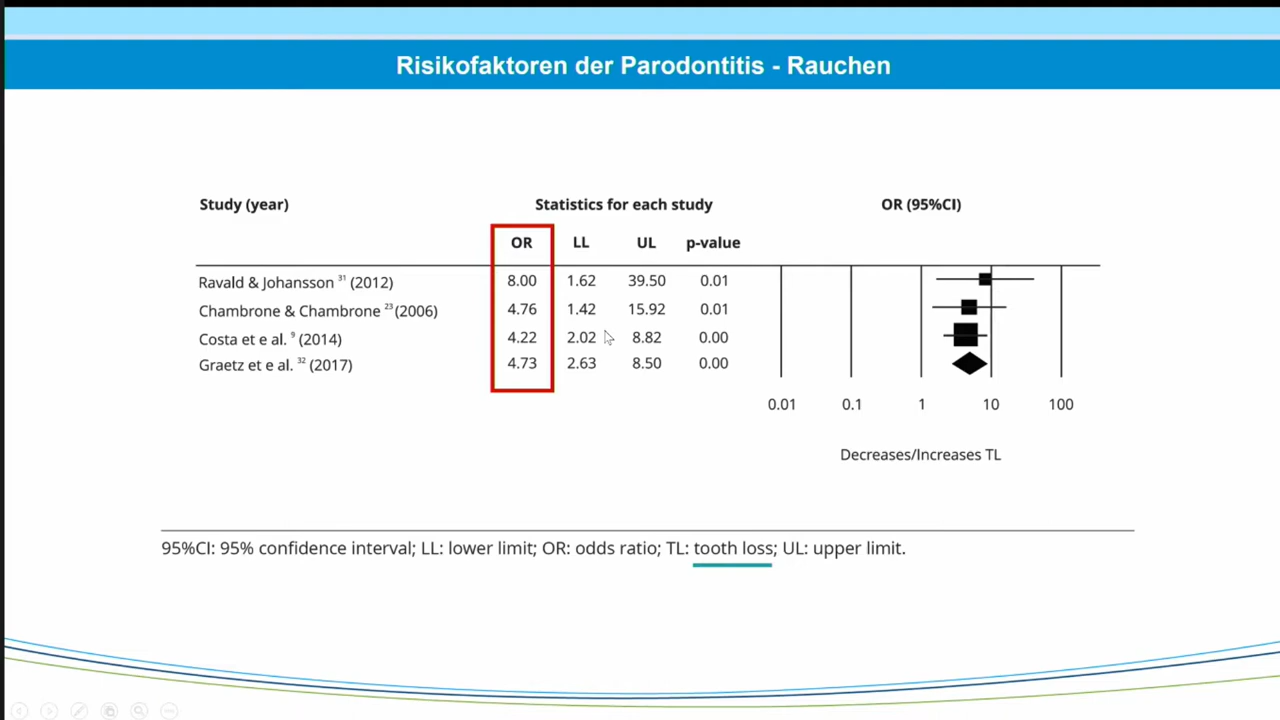 Risikofaktoren der Parodontitis - Rauchen
Study (year) Statistics for each study OR (95%CI)
OR LL UL p-value
Ravald & Johansson 31 (2012) 8.00 1.62 39.50 0.01
Chambrone & Chambrone 23 (2006) 4.76 1.42 15.92 0.01
Costa et e al. 9 (2014) 4.22 2.02 8.82 0.00
Graetz et e al. 32 (2017) 4.73 2.63 8.50 0.00
0.01 0.1 1 10 100
Decreases/Increases TL
95%CI: 95% confidence interval; LL: lower limit; OR: odds ratio; TL: tooth loss; UL: upper limit.